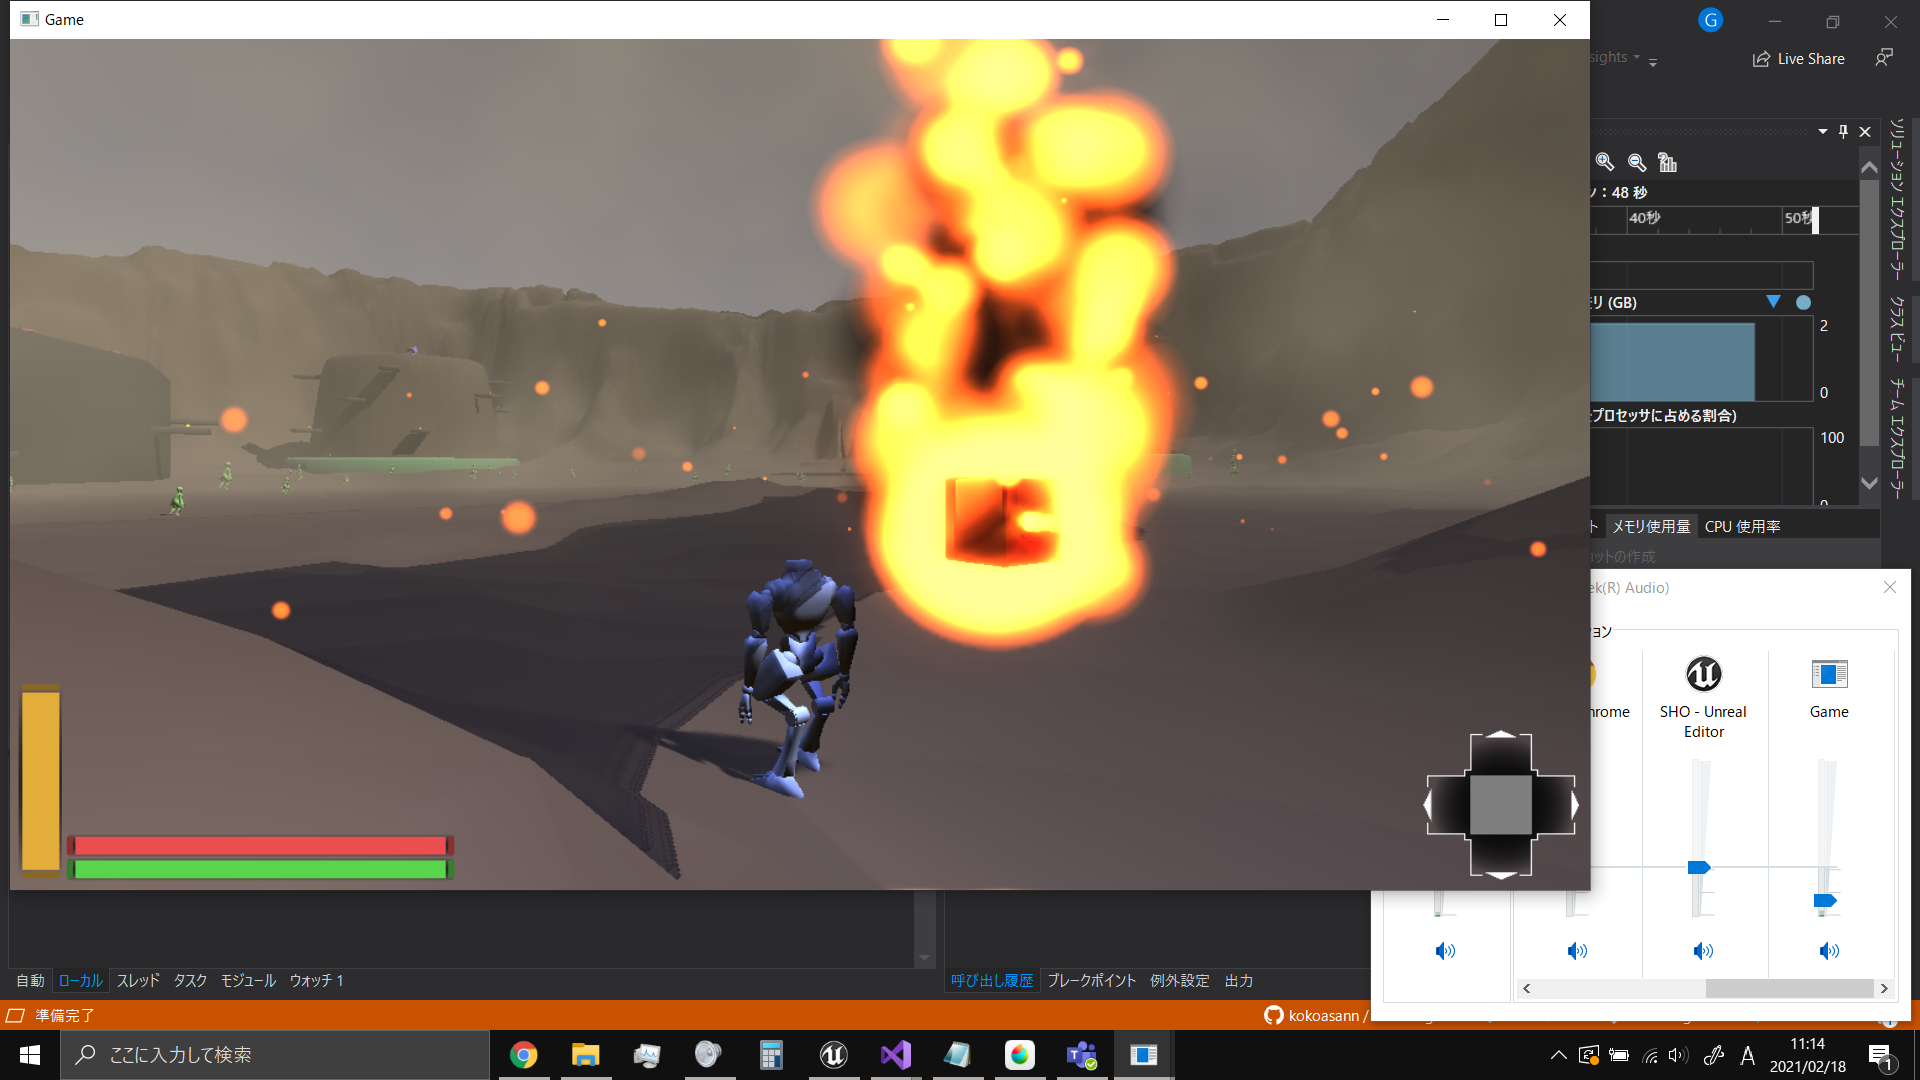 Game
G
sights
Live Share
ソリューション エクスプローラー
クラス ビュー
チーム エクスプローラー
: 48 秒
40秒
50秒
モリ (GB)
2
0
プロセッサに占める割合)
100
0
メモリ使用量
CPU 使用率
ョットの作成
ek(R) Audio)
ョン
hrome
SHO - Unreal
Editor
Game
自動
ローカル
スレッド
タスク
モジュール
ウォッチ 1
呼び出し履歴
ブレークポイント
例外設定
出力
準備完了
kokoasann /
ここに入力して検索
A
11:14
2021/02/18
1